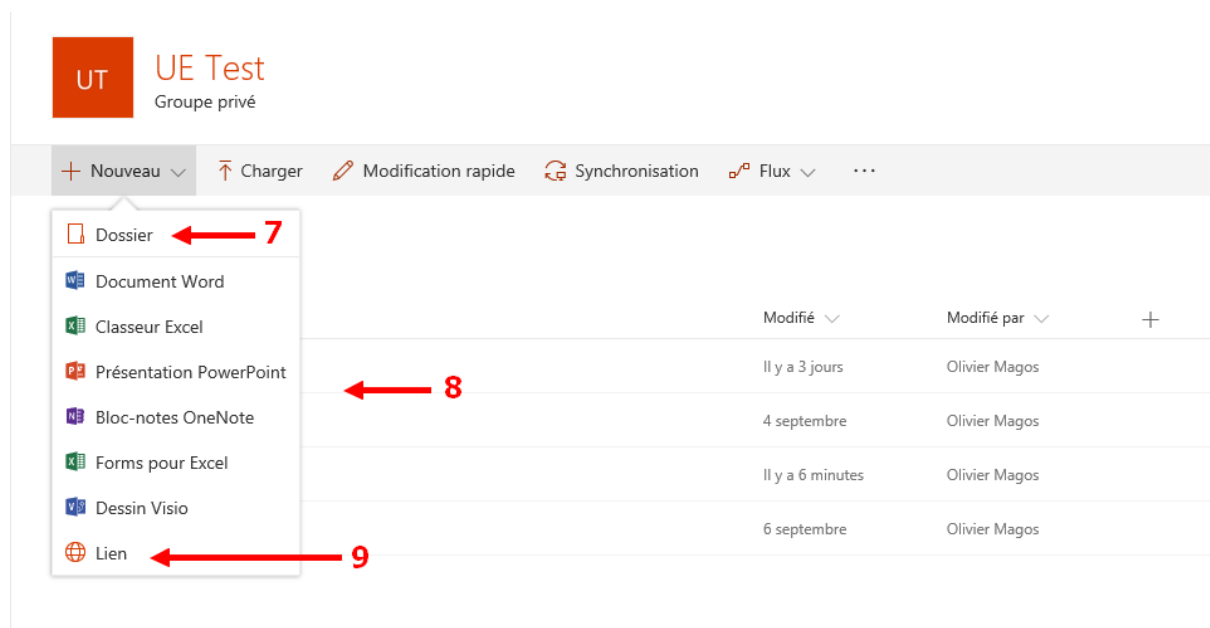 UT
UE Test
Groupe privé
Nouveau
Charger
Modification rapide
Synchronisation
Flux
...
Dossier
7
Document Word
Classeur Excel
Présentation PowerPoint
Bloc-notes OneNote
Forms pour Excel
Dessin Visio
Lien
8
9
Modifié
Modifié par
Il y a 3 jours
Olivier Magos
4 septembre
Olivier Magos
Il y a 6 minutes
Olivier Magos
6 septembre
Olivier Magos